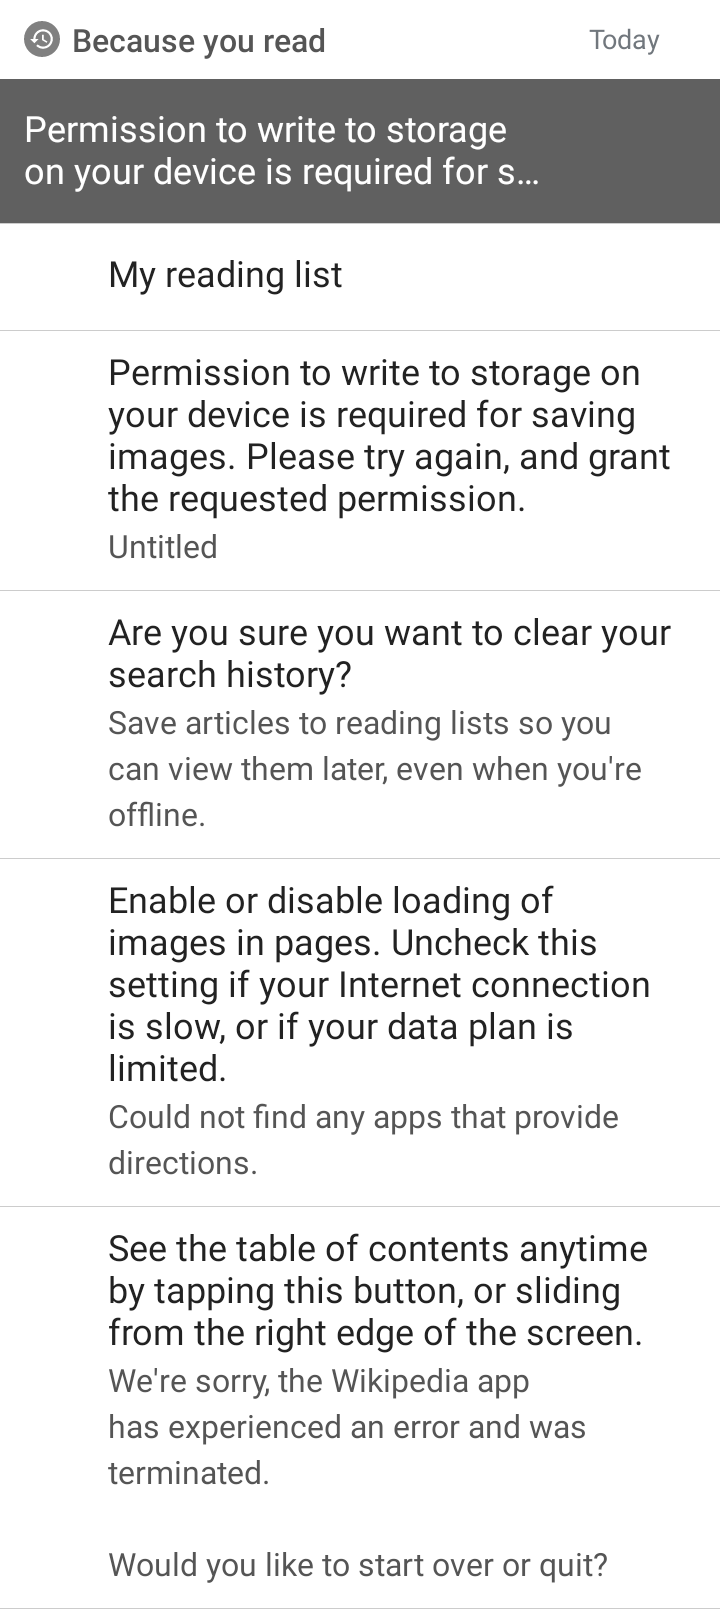 Because you read
Today
Permission to write to storage
on your device is required for s...
My reading list
Permission to write to storage on
your device is required for saving
images. Please try again, and grant
the requested permission.
Untitled
Are you sure you want to clear your
search history?
Save articles to reading lists so you
can view them later, even when you're
offline.
Enable or disable loading of
images in pages. Uncheck this
setting if your Internet connection
is slow, or if your data plan is
limited.
Could not find any apps that provide
directions.
See the table of contents anytime
by tapping this button, or sliding
from the right edge of the screen.
We're sorry, the Wikipedia app
has experienced an error and was
terminated.
Would you like to start over or quit?